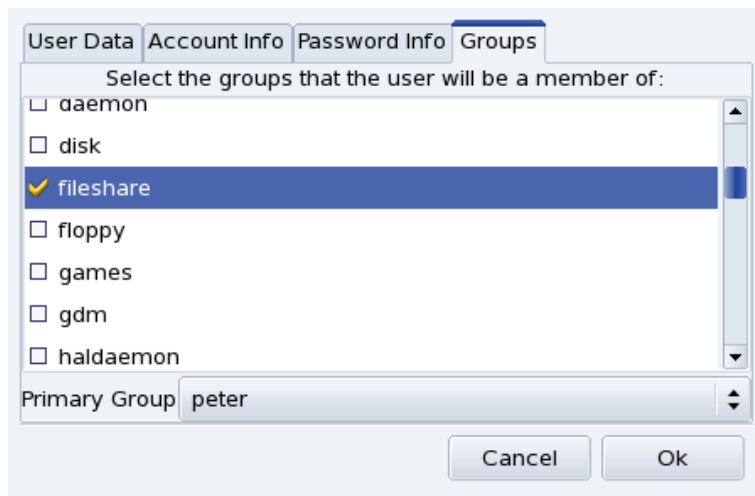 User Data Account Info Password Info Groups
Select the groups that the user will be a member of:
daemon
disk
fileshare
floppy
games
gdm
haldaemon
Primary Group peter
Cancel Ok